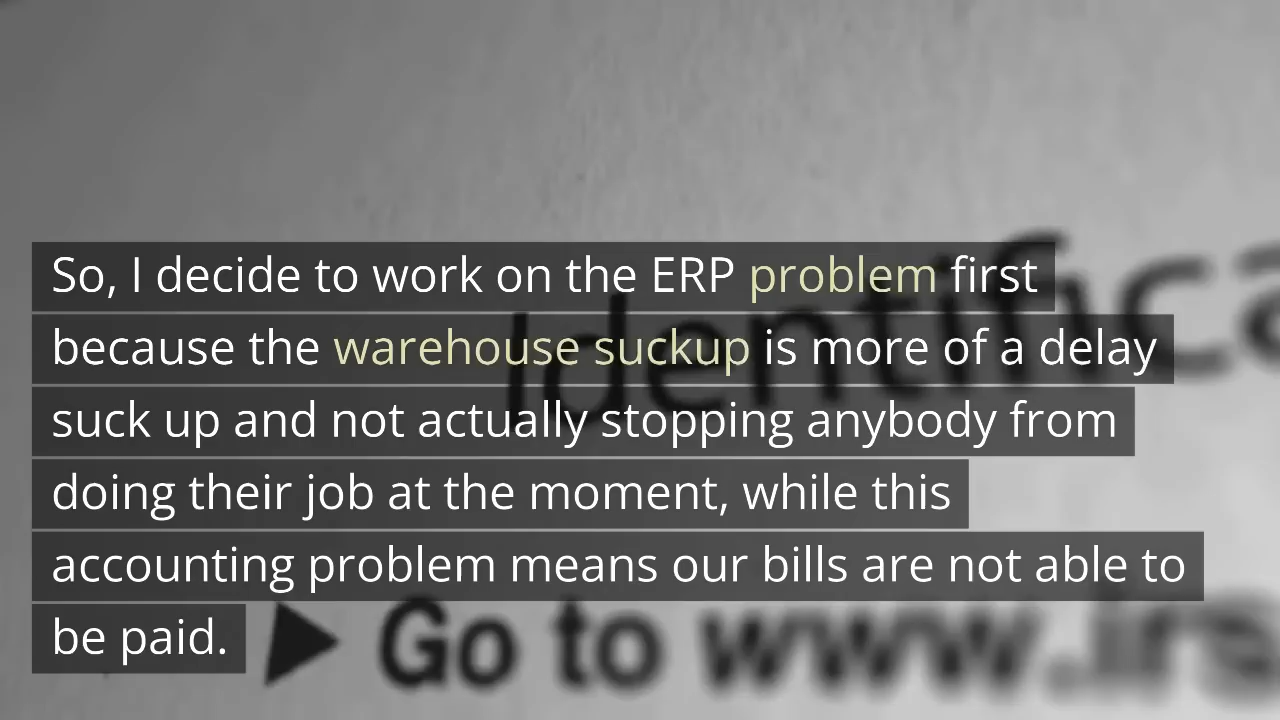 So, I decide to work on the ERP problem first
because the warehouse suckup is more of a delay
suck up and not actually stopping anybody from
doing their job at the moment, while this
accounting problem means our bills are not able to
be paid.
Go to www.irs